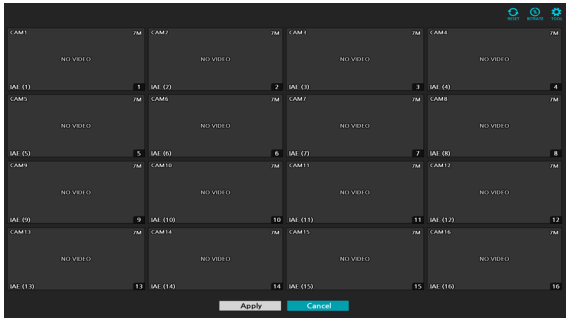 RESET BITRATE TOOL
CAM1 7M CAM2 7M CAM3 7M CAM4 7M
NO VIDEO NO VIDEO NO VIDEO NO VIDEO
IAE (1) 1 IAE (2) 2 IAE (3) 3 IAE (4) 4
CAM5 7M CAM6 7M CAM7 7M CAM8 7M
NO VIDEO NO VIDEO NO VIDEO NO VIDEO
IAE (5) 5 IAE (6) 6 IAE (7) 7 IAE (8) 8
CAM9 7M CAM10 7M CAM11 7M CAM12 7M
NO VIDEO NO VIDEO NO VIDEO NO VIDEO
IAE (9) 9 IAE (10) 10 IAE (11) 11 IAE (12) 12
CAM13 7M CAM14 7M CAM15 7M CAM16 7M
NO VIDEO NO VIDEO NO VIDEO NO VIDEO
IAE (13) 13 IAE (14) 14 IAE (15) 15 IAE (16) 16
Apply Cancel